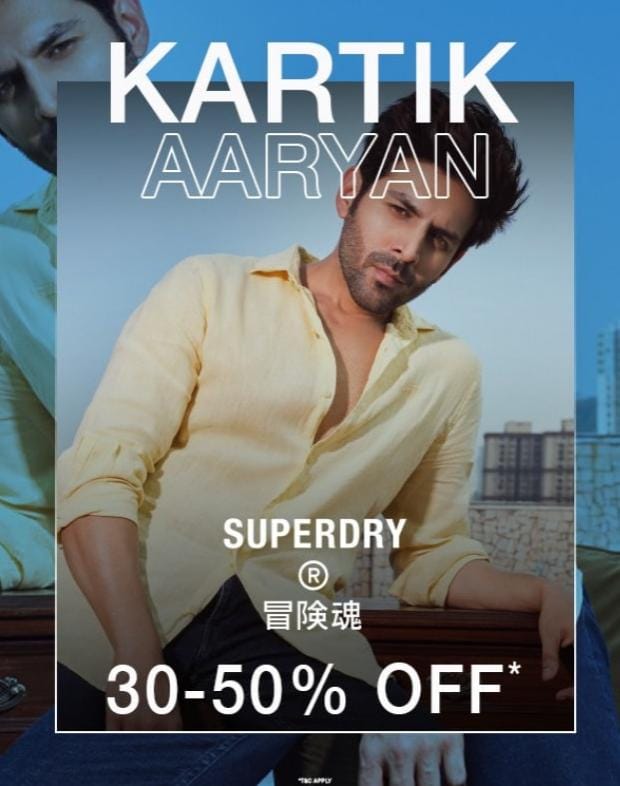 KARTIK
AARYAN
SUPERDRY
®
冒険魂
30-50% OFF*
*T&C APPLY